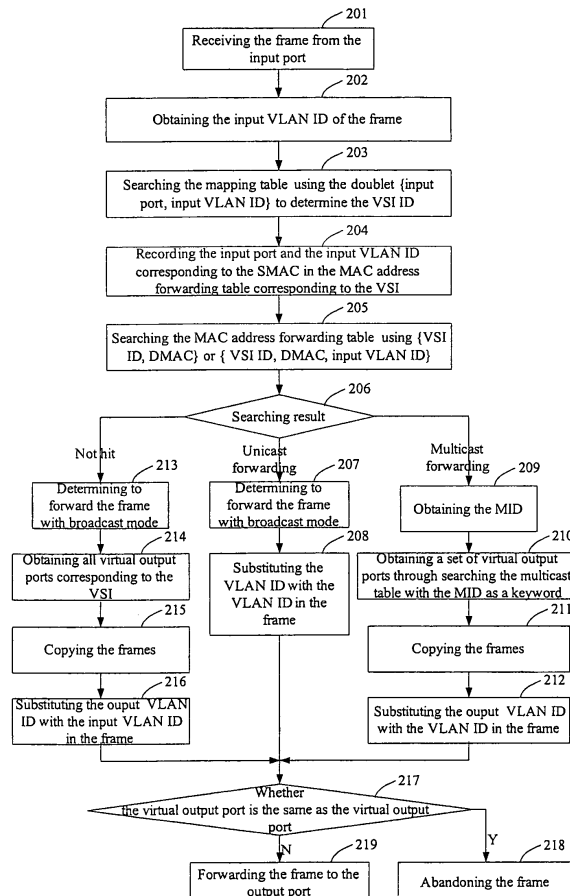 201
Receiving the frame from the
input port
202
Obtaining the input VLAN ID of the frame
203
Searching the mapping table using the doublet {input
port, input VLAN ID} to determine the VSI ID
204
Recording the input port and the input VLAN ID
corresponding to the SMAC in the MAC address
forwarding table corresponding to the VSI
205
Searching the MAC address forwarding table using {VSI
ID, DMAC} or { VSI ID, DMAC, input VLAN ID}
206
Searching result
Not hit
213
Determining to
forward the frame
with broadcast mode
214
Obtaining all virtual output
ports corresponding to the
VSI
215
Copying the frames
216
Substituting the ouput VLAN
ID with the input VLAN ID
in the frame
Unicast
forwarding
207
Determining to
forward the frame
with broadcast mode
208
Substituting the
VLAN ID with the
VLAN ID in the
frame
Multicast
forwarding
209
Obtaining the MID
210
Obtaining a set of virtual output
ports through searching the multicast
table with the MID as a keyword
211
Copying the frames
212
Substituting the ouput VLAN ID
with the VLAN ID in the frame
217
Whether
the virtual output port is the same as the virtual output
port
N
219
Forwarding the frame to the
output port
Y
218
Abandoning the frame